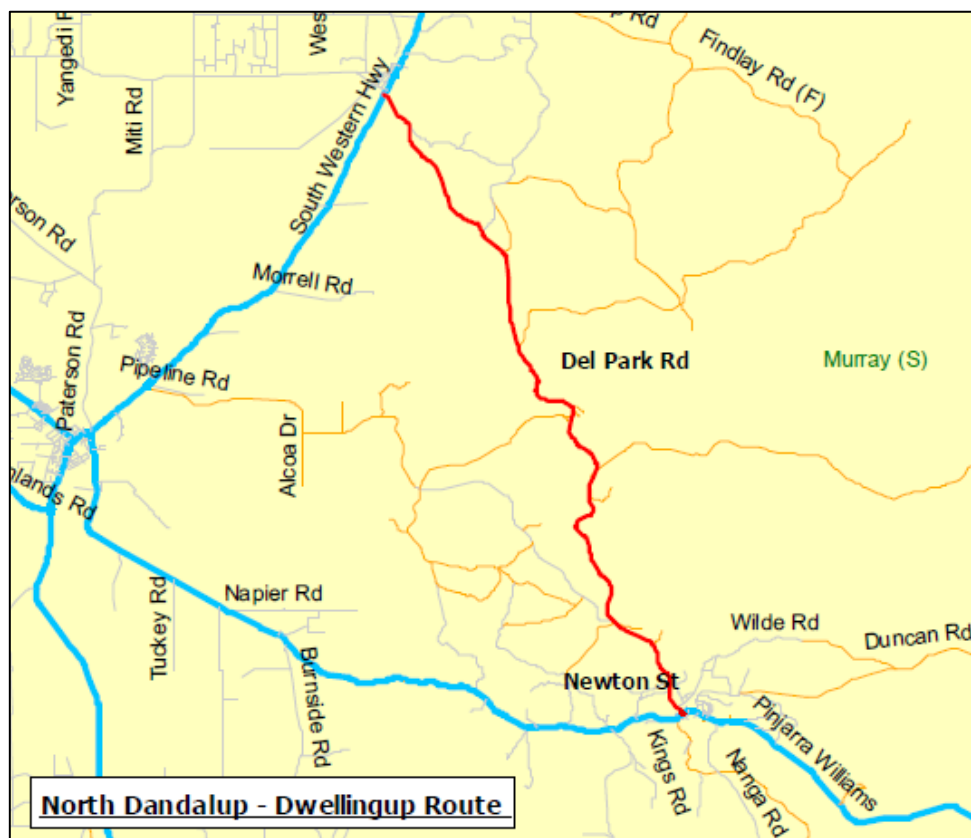 Findlay Rd (F)
Yangedi R
Wes
p Rd
Miti Rd
South Western Hwy
erson Rd
Morrell Rd
Paterson Rd
Pipeline Rd
Del Park Rd
Murray (S)
Alcoa Dr
nlands Rd
Napier Rd
Tuckey Rd
Burnside Rd
Wilde Rd
Duncan Rd
Newton St
Pinjarra Williams
Kings Rd
Nanga Rd
North Dandalup - Dwellingup Route